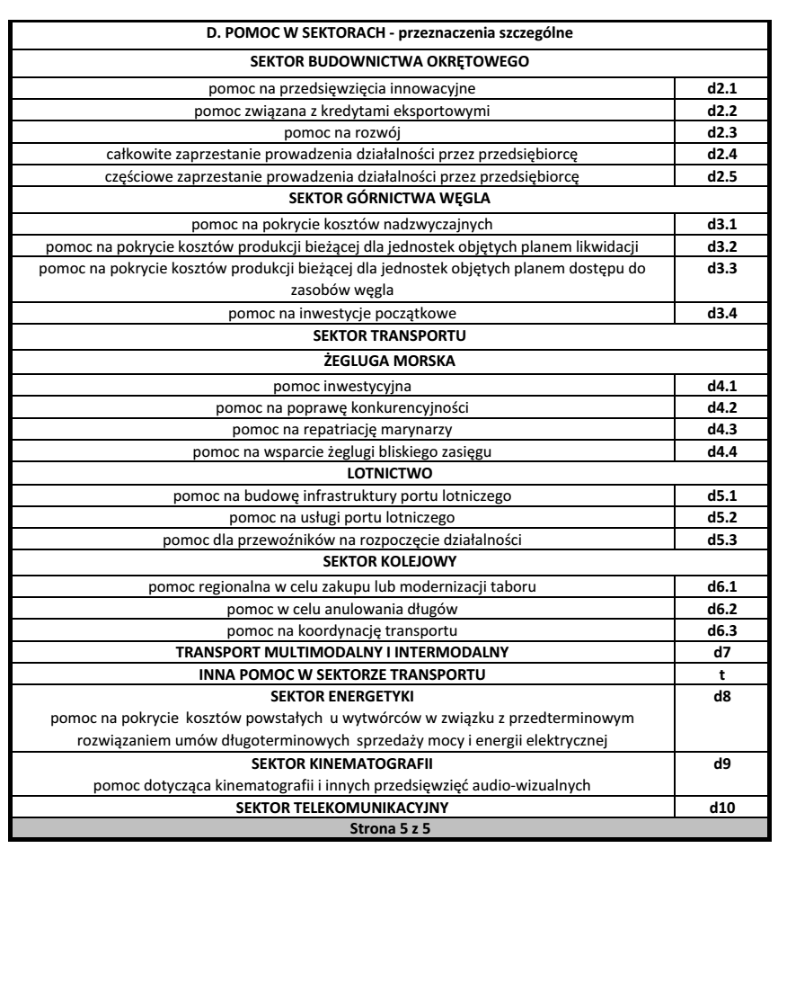 D. POMOC W SEKTORACH - przeznaczenia szczególne
SEKTOR BUDOWNICTWA OKRĘTOWEGO
pomoc na przedsięwzięcia innowacyjne d2.1
pomoc związana z kredytami eksportowymi d2.2
pomoc na rozwój d2.3
całkowite zaprzestanie prowadzenia działalności przez przedsiębiorcę d2.4
częściowe zaprzestanie prowadzenia działalności przez przedsiębiorcę d2.5
SEKTOR GÓRNICTWA WĘGLA
pomoc na pokrycie kosztów nadzwyczajnych d3.1
pomoc na pokrycie kosztów produkcji bieżącej dla jednostek objętych planem likwidacji d3.2
pomoc na pokrycie kosztów produkcji bieżącej dla jednostek objętych planem dostępu do d3.3
zasobów węgla
pomoc na inwestycje początkowe d3.4
SEKTOR TRANSPORTU
ŻEGLUGA MORSKA
pomoc inwestycyjna d4.1
pomoc na poprawę konkurencyjności d4.2
pomoc na repatriację marynarzy d4.3
pomoc na wsparcie żeglugi bliskiego zasięgu d4.4
LOTNICTWO
pomoc na budowę infrastruktury portu lotniczego d5.1
pomoc na usługi portu lotniczego d5.2
pomoc dla przewoźników na rozpoczęcie działalności d5.3
SEKTOR KOLEJOWY
pomoc regionalna w celu zakupu lub modernizacji taboru d6.1
pomoc w celu anulowania długów d6.2
pomoc na koordynację transportu d6.3
TRANSPORT MULTIMODALNY I INTERMODALNY d7
INNA POMOC W SEKTORZE TRANSPORTU t
SEKTOR ENERGETYKI d8
pomoc na pokrycie kosztów powstałych u wytwórców w związku z przedterminowym
rozwiązaniem umów długoterminowych sprzedaży mocy i energii elektrycznej
SEKTOR KINEMATOGRAFII d9
pomoc dotycząca kinematografii i innych przedsięwzięć audio-wizualnych
SEKTOR TELEKOMUNIKACYJNY d10
Strona 5 z 5